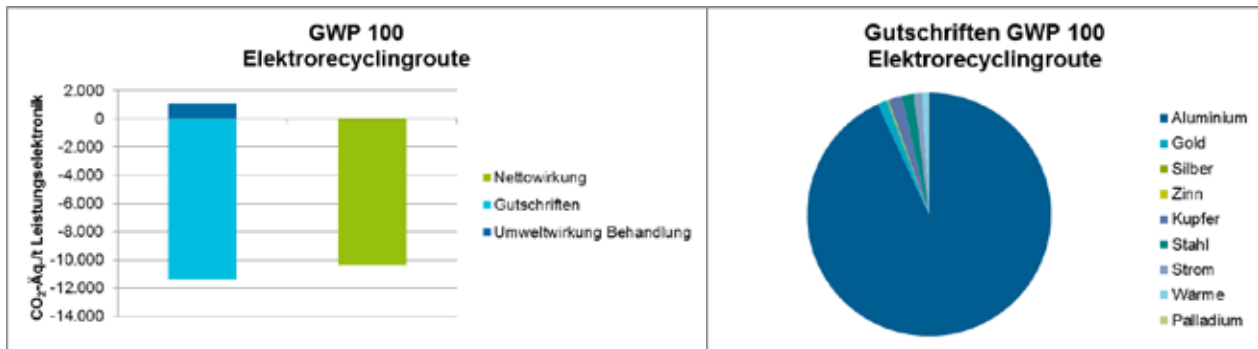 GWP 100
Elektrorecyclingroute
CO₂-Äq./t Leistungselektronik
2.000
0
-2.000
-4.000
-6.000
-8.000
-10.000
-12.000
-14.000
Nettowirkung
Gutschriften
Umweltwirkung Behandlung
Gutschriften GWP 100
Elektrorecyclingroute
Aluminium
Gold
Silber
Zinn
Kupfer
Stahl
Strom
Wärme
Palladium